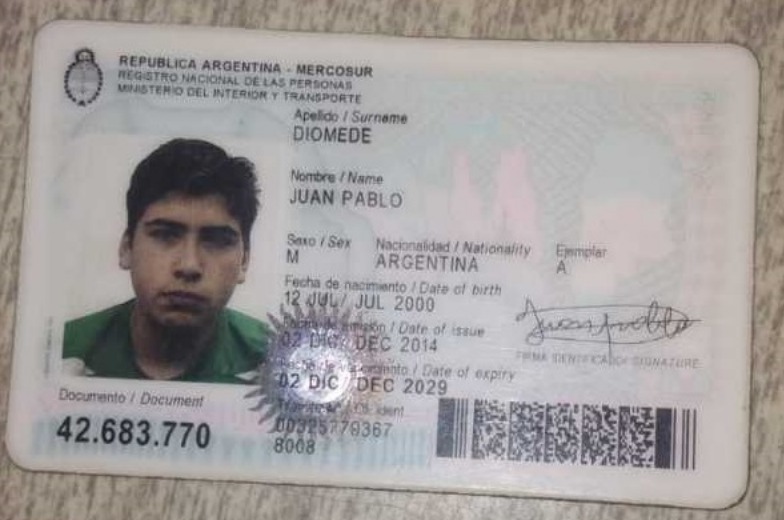 REPUBLICA ARGENTINA - MERCOSUR
REGISTRO NACIONAL DE LAS PERSONAS
MINISTERIO DEL INTERIOR Y TRANSPORTE
Apellido / Surname
DIOMEDE
Nombre / Name
JUAN PABLO
Sexo / Sex Nacionalidad / Nationality Ejemplar
M ARGENTINA A
Fecha de nacimiento / Date of birth
12 JUL/ JUL 2000
Fecha de emisión / Date of issue
02 DIC/ DEC 2014
Fecha de vencimiento / Date of expiry
02 DIC/ DEC 2029
ident
00325779367
8008
Juan pablo
FIRMA IDENTIFICADO/ SIGNATURE
Documento / Document
42.683.770